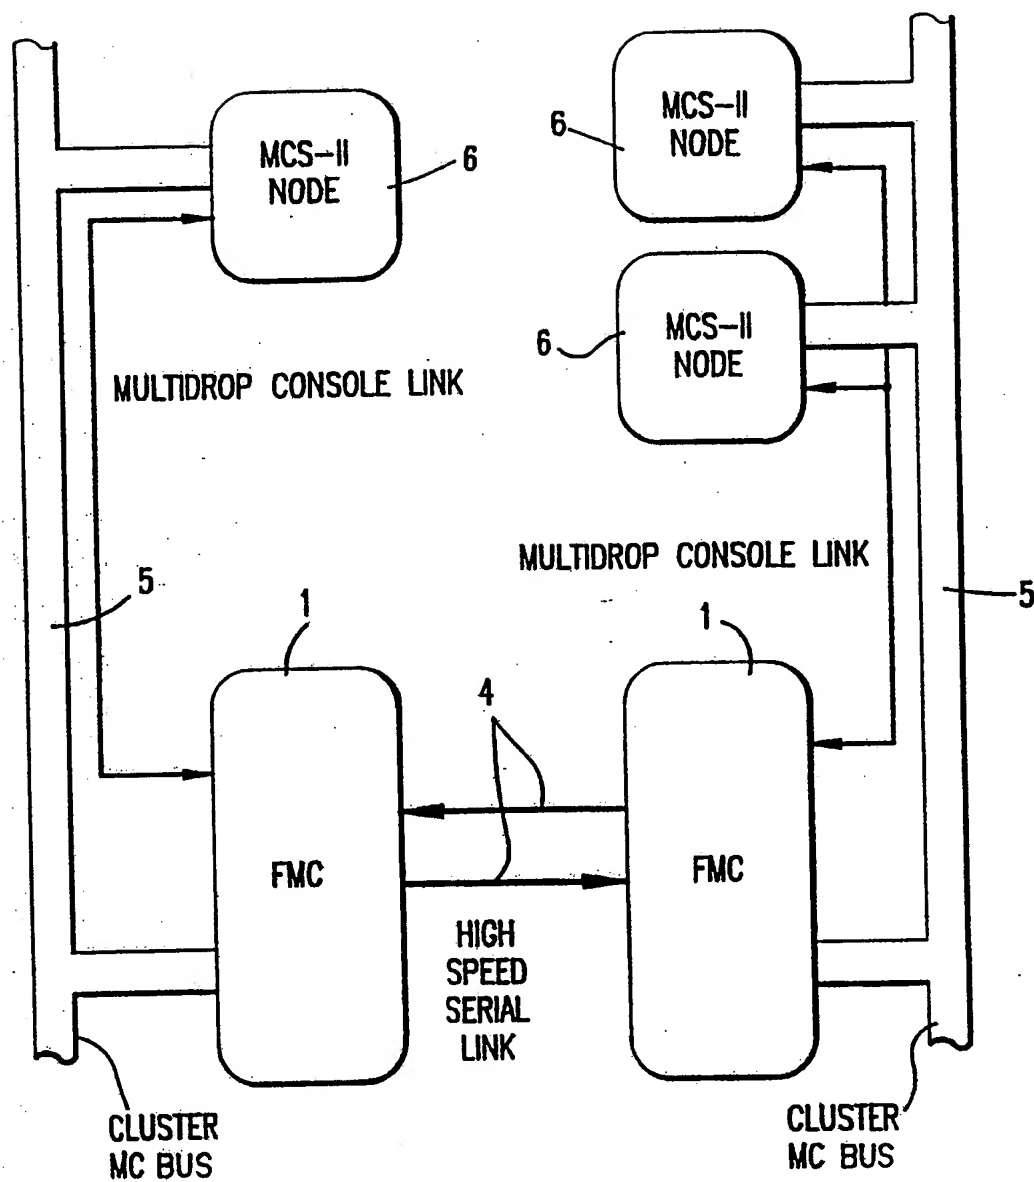 MCS-II
NODE
6
MCS-II
NODE
6
MCS-II
NODE
6
MULTIDROP CONSOLE LINK
MULTIDROP CONSOLE LINK
5
5
1
1
4
FMC
FMC
HIGH
SPEED
SERIAL
LINK
CLUSTER
MC BUS
CLUSTER
MC BUS